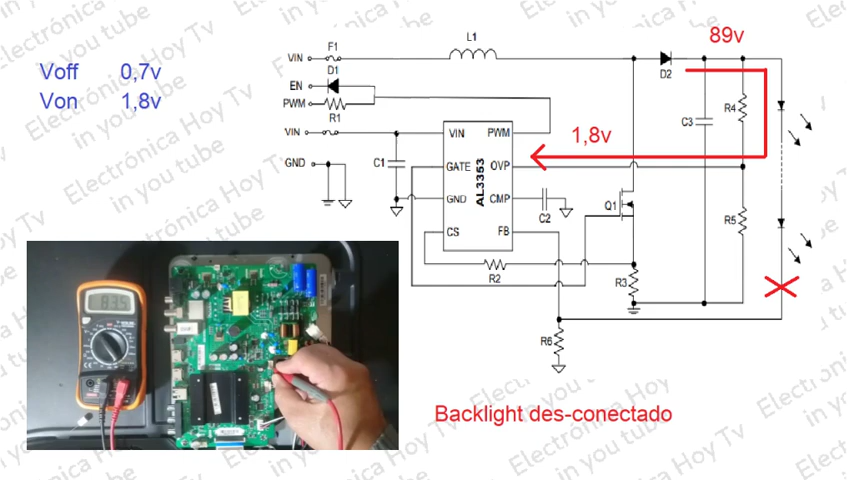 Voff 0,7v
Von 1,8v
89v
1,8v
VIN F1 L1
EN D1 D2
PWM R1
VIN VIN PWM
C1 GATE OVP
GND GND CMP C2
CS FB
AL3353
R2
Q1
R3
C3
R4
R5
R6
83.5
Backlight des-conectado
Electrónica Hoy Tv
in you tube